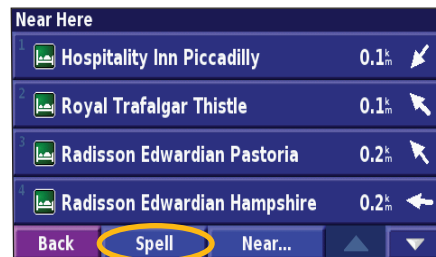 Near Here
1 Hospitality Inn Piccadilly 0.1km
2 Royal Trafalgar Thistle 0.1km
3 Radisson Edwardian Pastoria 0.2km
4 Radisson Edwardian Hampshire 0.2km
Back Spell Near...